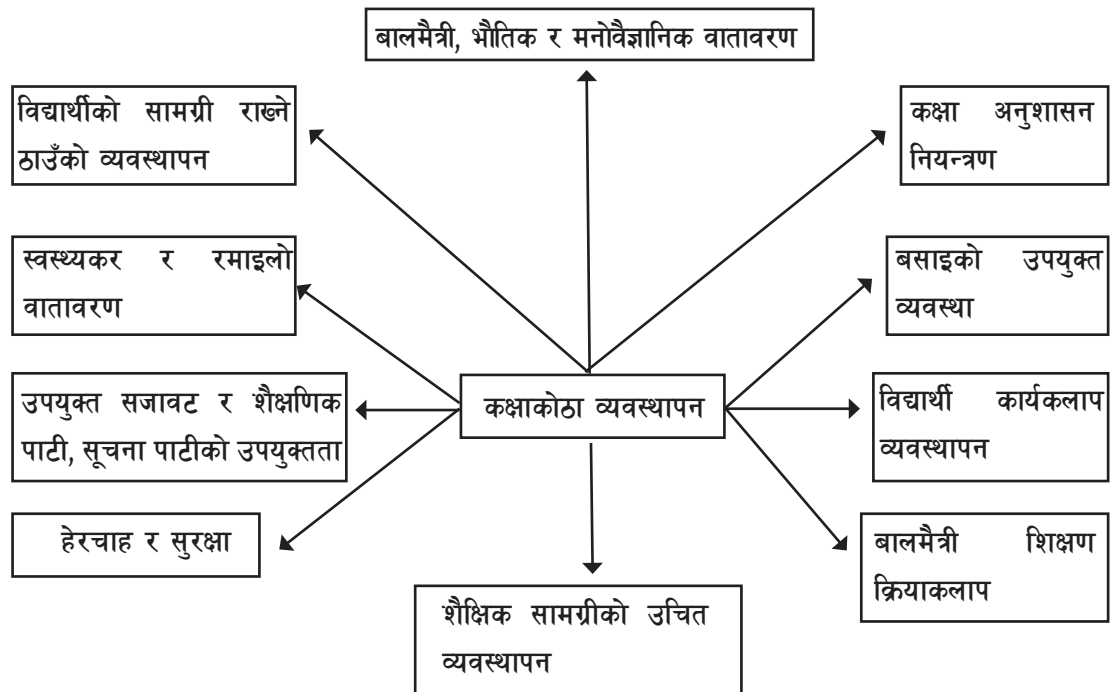 बालमैत्री, भौतिक र मनोवैज्ञानिक वातावरण
विद्यार्थीको सामग्री राख्ने
ठाउँको व्यवस्थापन
कक्षा अनुशासन
नियन्त्रण
स्वस्थ्यकर र रमाइलो
वातावरण
बसाइको उपयुक्त
व्यवस्था
उपयुक्त सजावट र शैक्षणिक
पाटी, सूचना पाटीको उपयुक्तता
कक्षाकोठा व्यवस्थापन
विद्यार्थी कार्यकलाप
व्यवस्थापन
हेरचाह र सुरक्षा
बालमैत्री शिक्षण
क्रियाकलाप
शैक्षिक सामग्रीको उचित
व्यवस्थापन